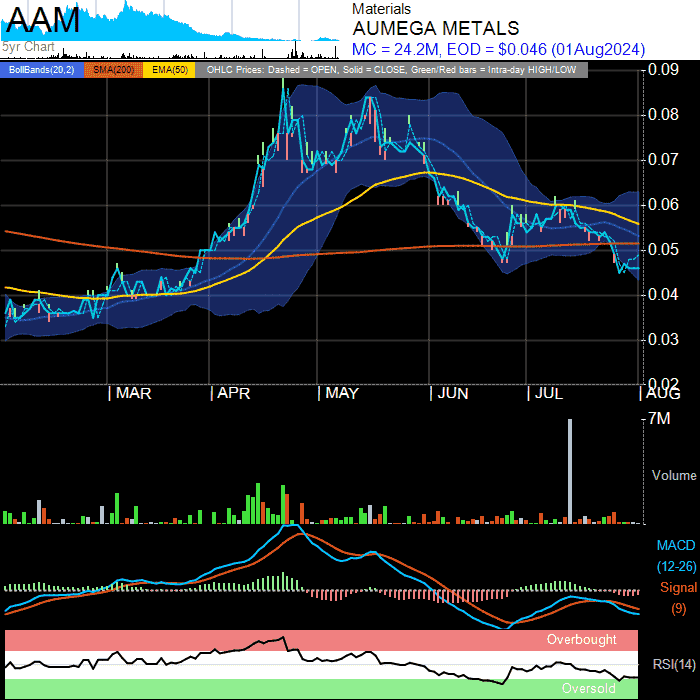 AAM
Materials
AUMEGA METALS
MC = 24.2M, EOD = $0.046 (01Aug2024)
5yr Chart
BollBands(20,2) SMA(200) EMA(50) OHLC Prices: Dashed = OPEN, Solid = CLOSE, Green/Red bars = Intra-day HIGH/LOW
0.09
0.08
0.07
0.06
0.05
0.04
0.03
0.02
MAR APR MAY JUN JUL AUG
7M
Volume
MACD
(12-26)
Signal
(9)
Overbought
RSI(14)
Oversold